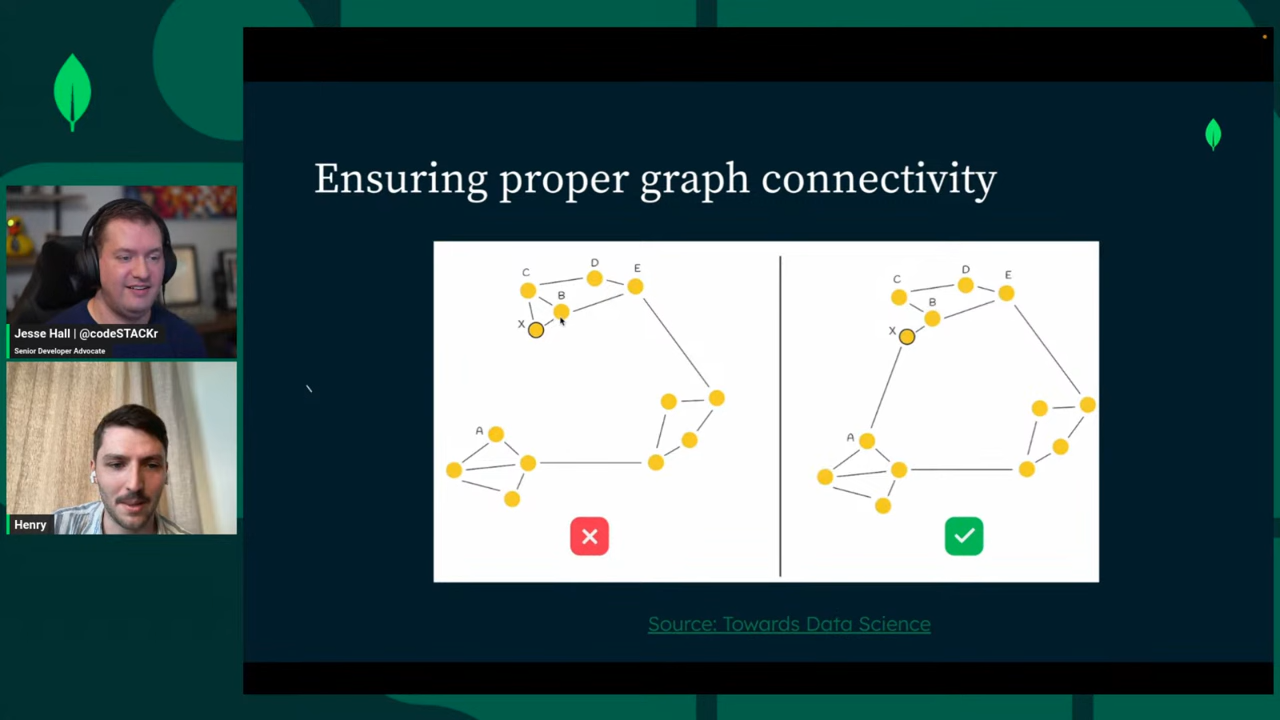 Ensuring proper graph connectivity
C
D
E
B
X
A
C
D
E
B
X
A
Source: Towards Data Science
Jesse Hall | @codeSTACKr
Senior Developer Advocate
Henry